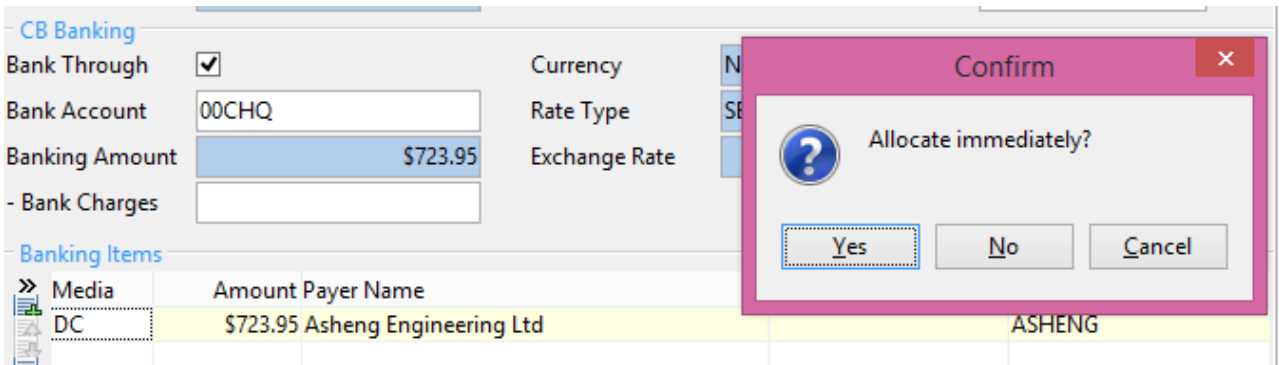 CB Banking
Bank Through
Currency
N
Confirm
Bank Account 00CHQ
Rate Type
Allocate immediately?
Banking Amount $723.95
Exchange Rate
- Bank Charges
Yes No Cancel
Banking Items
Media Amount Payer Name
DC $723.95 Asheng Engineering Ltd ASHENG